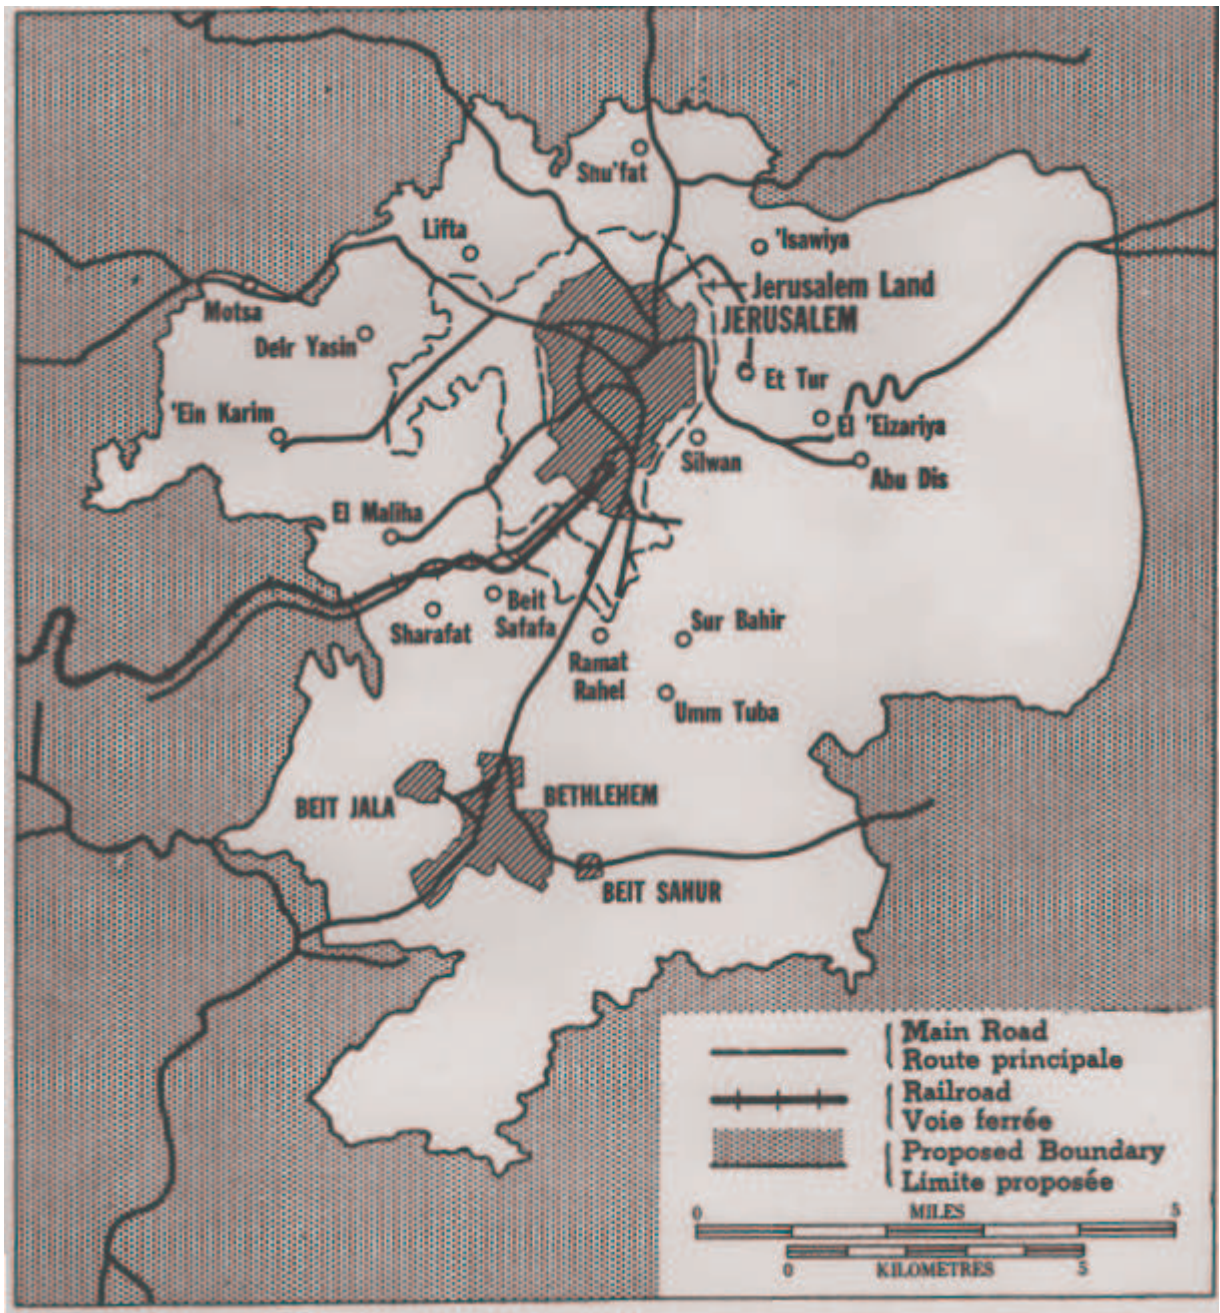 Shu'fat
Lifta
'Isawiya
Jerusalem Land
JERUSALEM
Motsa
Deir Yasin
Et Tur
'Ein Karim
El 'Eizariya
Silwan
Abu Dis
El Maliha
Beit
Safafa
Sharafat
Sur Bahir
Ramat
Rahel
Umm Tuba
BEIT JALA
BETHLEHEM
BEIT SAHUR
Main Road
Route principale
Railroad
Voie ferrée
Proposed Boundary
Limite proposée
0 5
MILES
0 KILOMETRES 5